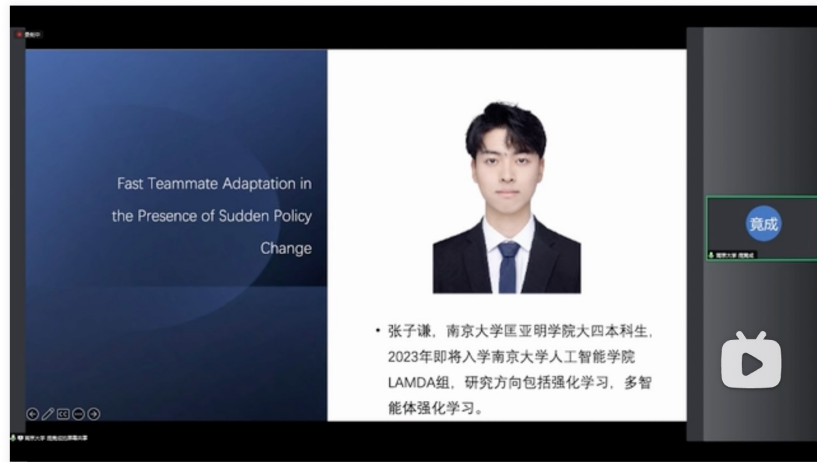 录制中
Fast Teammate Adaptation in
the Presence of Sudden Policy
Change
• 张子谦，南京大学匡亚明学院大四本科生，
2023年即将入学南京大学人工智能学院
LAMDA组，研究方向包括强化学习，多智
能体强化学习。
竟成